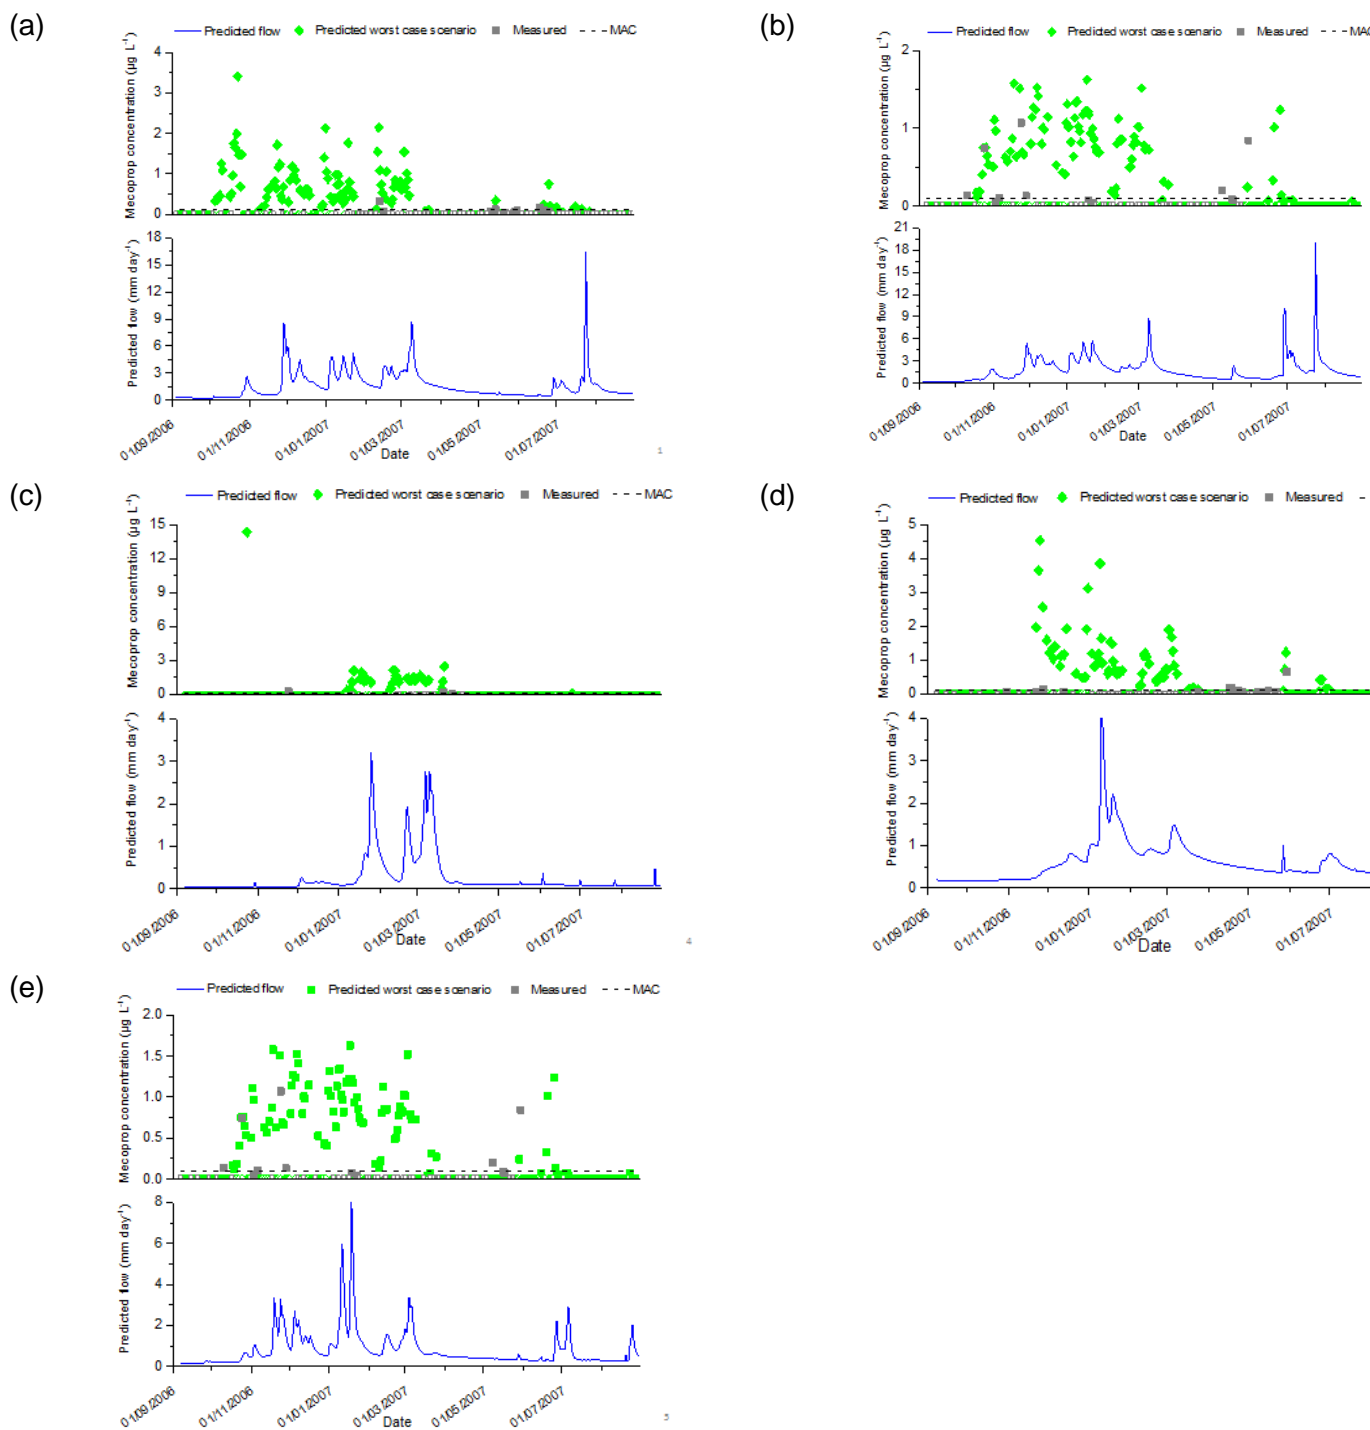 (a)
Predicted flow Predicted worst case scenario Measured MAC
Mecoprop concentration (µg L⁻¹)
4
3
2
1
0
Predicted flow (mm day⁻¹)
18
15
12
9
6
3
0
01/09/2006 01/11/2006 01/01/2007 01/03/2007 01/05/2007 01/07/2007
Date
1
(b)
Predicted flow Predicted worst case scenario Measured MAC
Mecoprop concentration (µg L⁻¹)
2
1
0
Predicted flow (mm day⁻¹)
21
18
15
12
9
6
3
0
01/09/2006 01/11/2006 01/01/2007 01/03/2007 01/05/2007 01/07/2007
Date
(c)
Predicted flow Predicted worst case scenario Measured MAC
Mecoprop concentration (µg L⁻¹)
15
12
9
6
3
0
Predicted flow (mm day⁻¹)
4
3
2
1
0
01/09/2006 01/11/2006 01/01/2007 01/03/2007 01/05/2007 01/07/2007
Date
4
(d)
Predicted flow Predicted worst case scenario Measured
Mecoprop concentration (µg L⁻¹)
5
4
3
2
1
0
Predicted flow (mm day⁻¹)
4
3
2
1
0
01/09/2006 01/11/2006 01/01/2007 01/03/2007 01/05/2007 01/07/2007
Date
(e)
Predicted flow Predicted worst case scenario Measured MAC
Mecoprop concentration (µg L⁻¹)
2.0
1.5
1.0
0.5
0.0
Predicted flow (mm day⁻¹)
8
6
4
2
0
01/09/2006 01/11/2006 01/01/2007 01/03/2007 01/05/2007 01/07/2007
Date